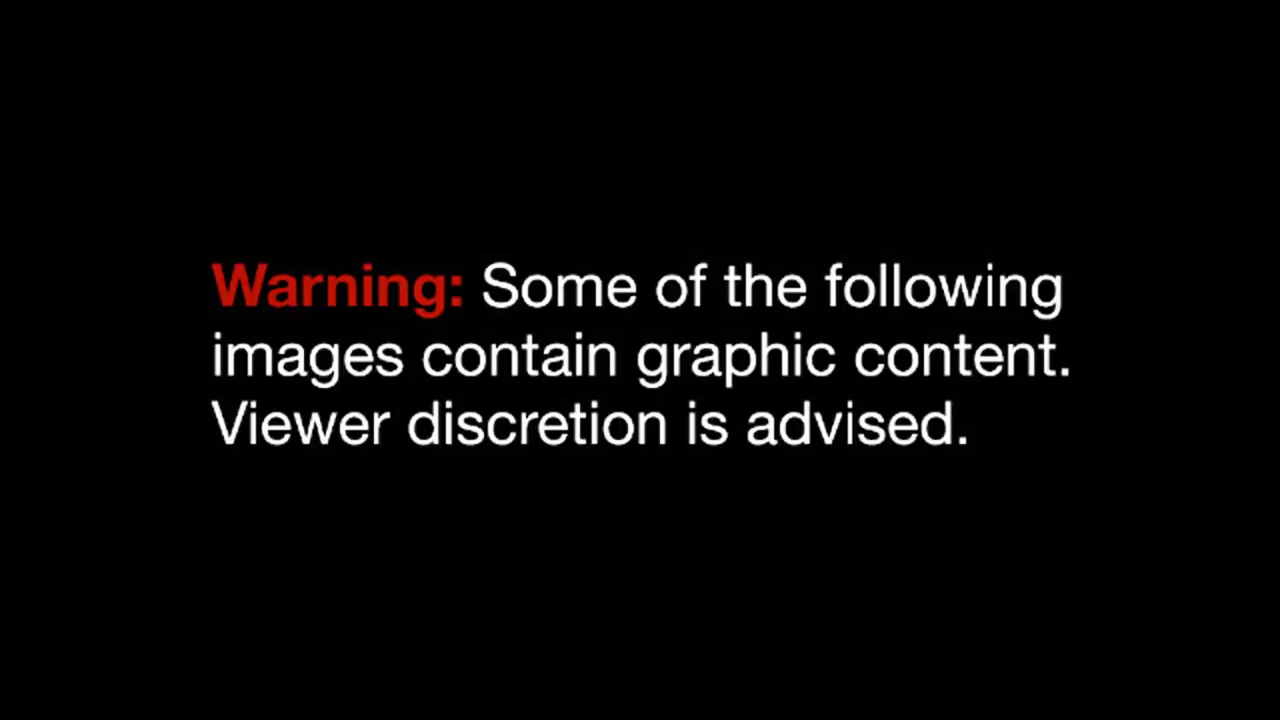 Warning: Some of the following
images contain graphic content.
Viewer discretion is advised.